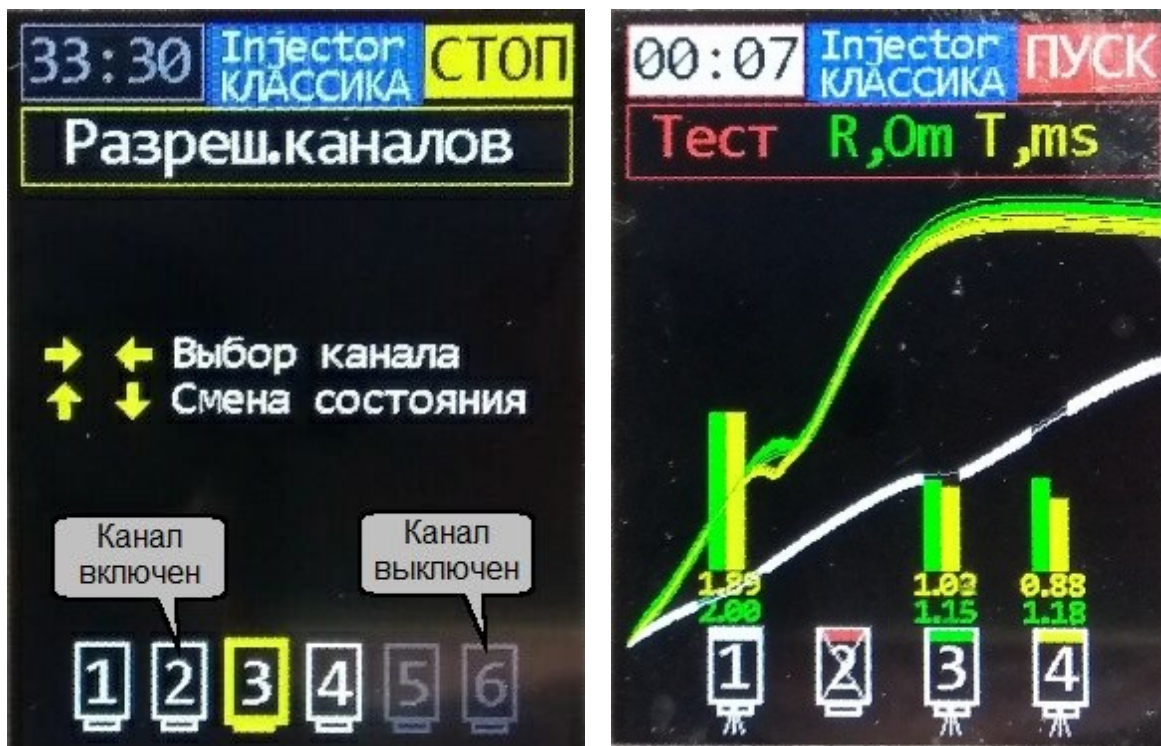 33:30
Injector
КЛАССИКА
СТОП
Разреш.каналов
Выбор канала
Смена состояния
Канал
включен
Канал
выключен
1 2 3 4 5 6
00:07
Injector
КЛАССИКА
ПУСК
Тест R,Om T,ms
1.89 1.03 0.88
2.00 1.15 1.18
1 2 3 4